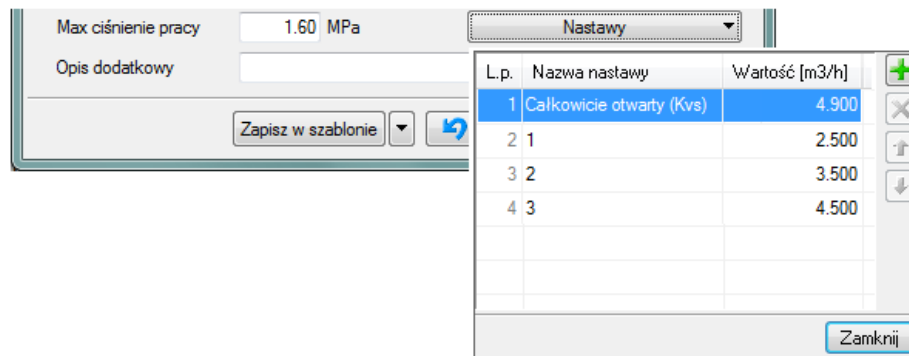 Max ciśnienie pracy 1.60 MPa Nastawy
Opis dodatkowy
Zapisz w szablonie
L.p. Nazwa nastawy Wartość [m3/h]
1 Całkowicie otwarty (Kvs) 4.900
2 1 2.500
3 2 3.500
4 3 4.500
Zamknij